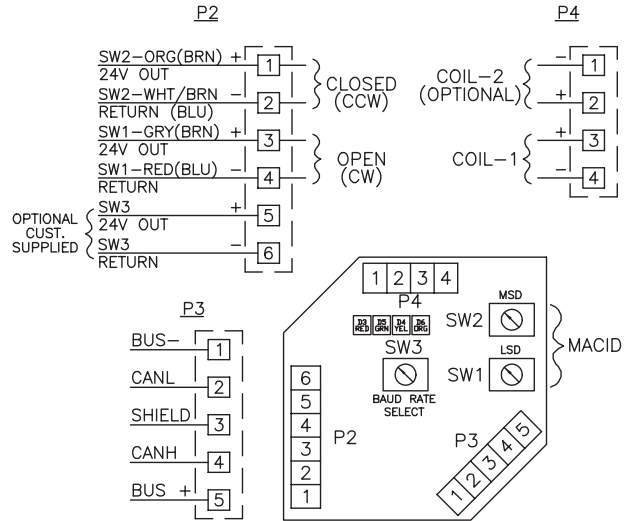 P2
SW2-ORG(BRN) + 1
24V OUT
SW2-WHT/BRN - 2
RETURN (BLU)
CLOSED
(CCW)
SW1-GRY(BRN) + 3
24V OUT
SW1-RED(BLU) - 4
RETURN
OPEN
(CW)
SW3 + 5
24V OUT
SW3 - 6
RETURN
OPTIONAL
CUST.
SUPPLIED
P4
- 1
+ 2
COIL-2
(OPTIONAL)
+ 3
- 4
COIL-1
P3
BUS- 1
CANL 2
SHIELD 3
CANH 4
BUS + 5
1 2 3 4
P4
D3 RED
D5 GRN
D4 YEL
D6 ORG
SW3
BAUD RATE
SELECT
MSD
SW2
LSD
SW1
MACID
6
5
4
3
2
1
P2
P3
1 2 3 4 5